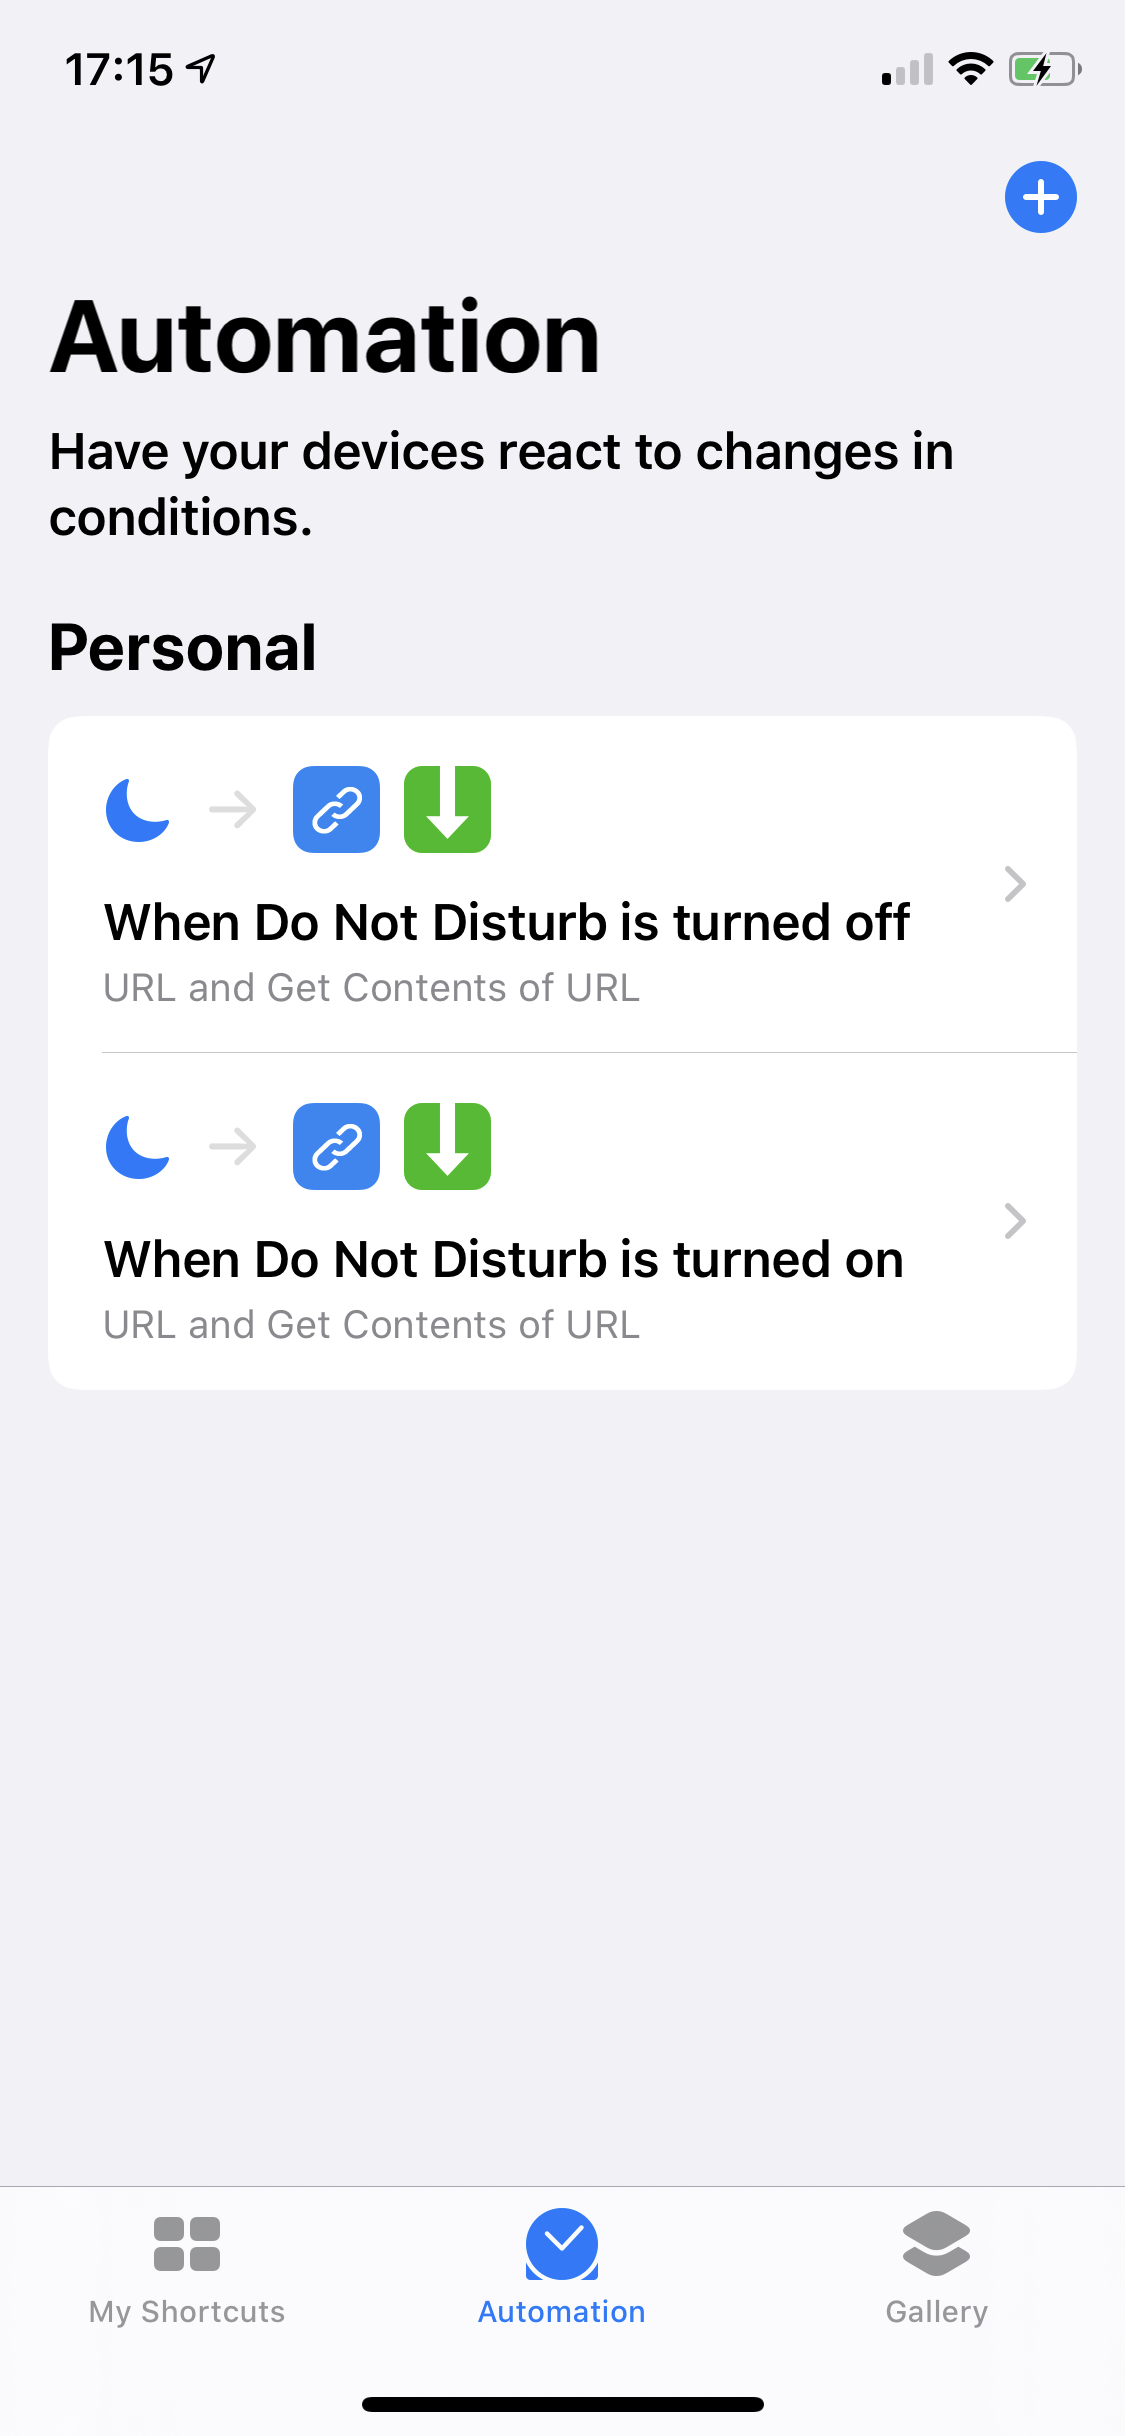 17:15
Automation
Have your devices react to changes in
conditions.
Personal
When Do Not Disturb is turned off
URL and Get Contents of URL
When Do Not Disturb is turned on
URL and Get Contents of URL
My Shortcuts
Automation
Gallery